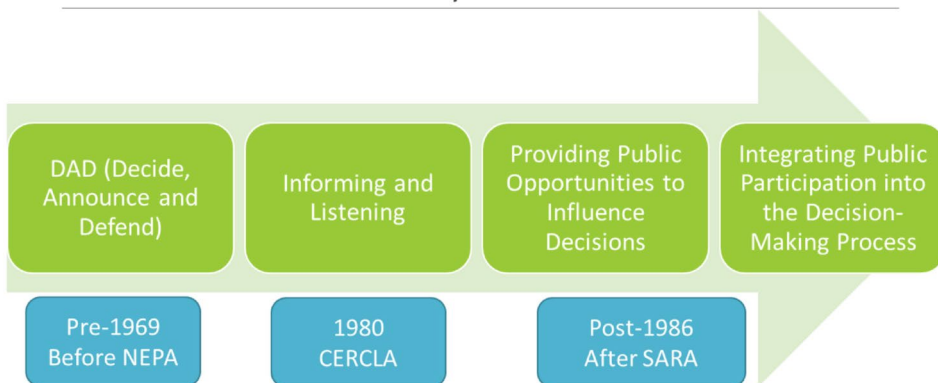 DAD (Decide,
Announce and
Defend)
Informing and
Listening
Providing Public
Opportunities to
Influence
Decisions
Integrating Public
Participation into
the Decision-
Making Process
Pre-1969
Before NEPA
1980
CERCLA
Post-1986
After SARA